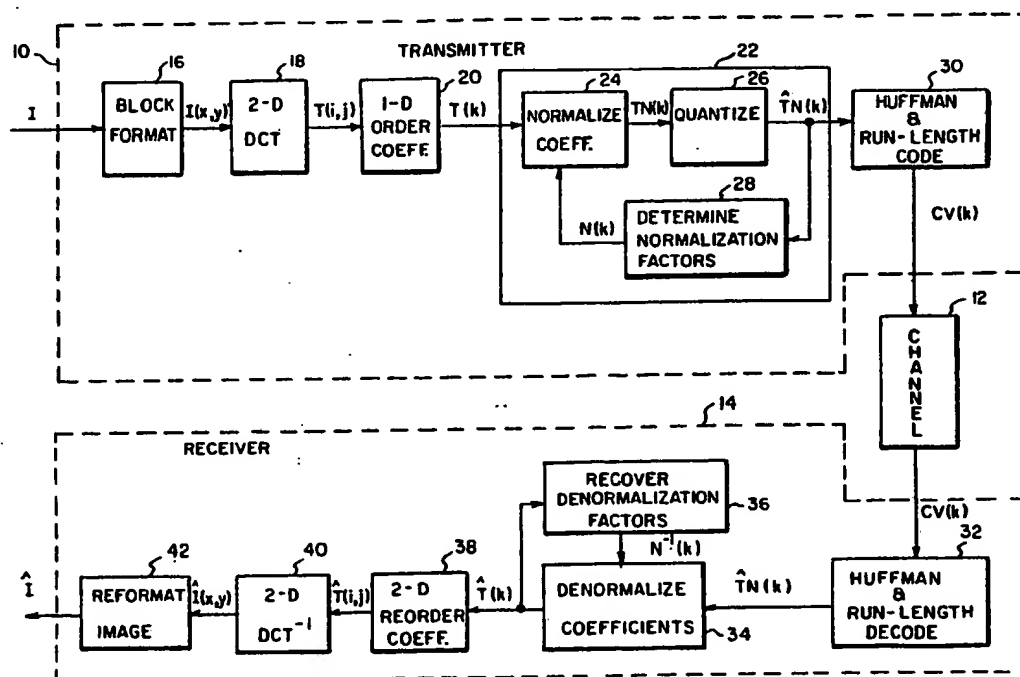 10
TRANSMITTER
22
16
18
20
24
26
30
I
BLOCK
FORMAT
I(x,y)
2-D
DCT
T(i,j)
1-D
ORDER
COEFF.
T(k)
NORMALIZE
COEFF.
TN(k)
QUANTIZE
T̂N(k)
HUFFMAN
&
RUN-LENGTH
CODE
28
N(k)
DETERMINE
NORMALIZATION
FACTORS
CV(k)
12
CHANNEL
14
RECEIVER
RECOVER
DENORMALIZATION
FACTORS
36
N⁻¹(k)
CV(k)
32
42
40
38
Î
REFORMAT
IMAGE
Î(x,y)
2-D
DCT⁻¹
T̂(i,j)
2-D
REORDER
COEFF.
T̂(k)
DENORMALIZE
COEFFICIENTS
34
T̂N(k)
HUFFMAN
&
RUN-LENGTH
DECODE